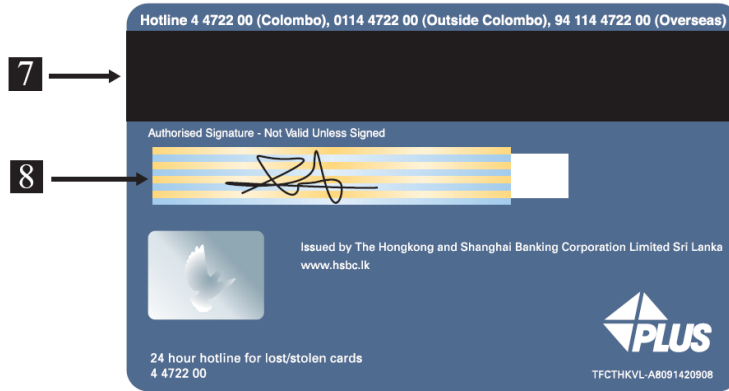 Hotline 4 4722 00 (Colombo), 0114 4722 00 (Outside Colombo), 94 114 4722 00 (Overseas)
7
Authorised Signature - Not Valid Unless Signed
8
Issued by The Hongkong and Shanghai Banking Corporation Limited Sri Lanka
www.hsbc.lk
PLUS
24 hour hotline for lost/stolen cards
4 4722 00
TFCTHKVL-A8091420908